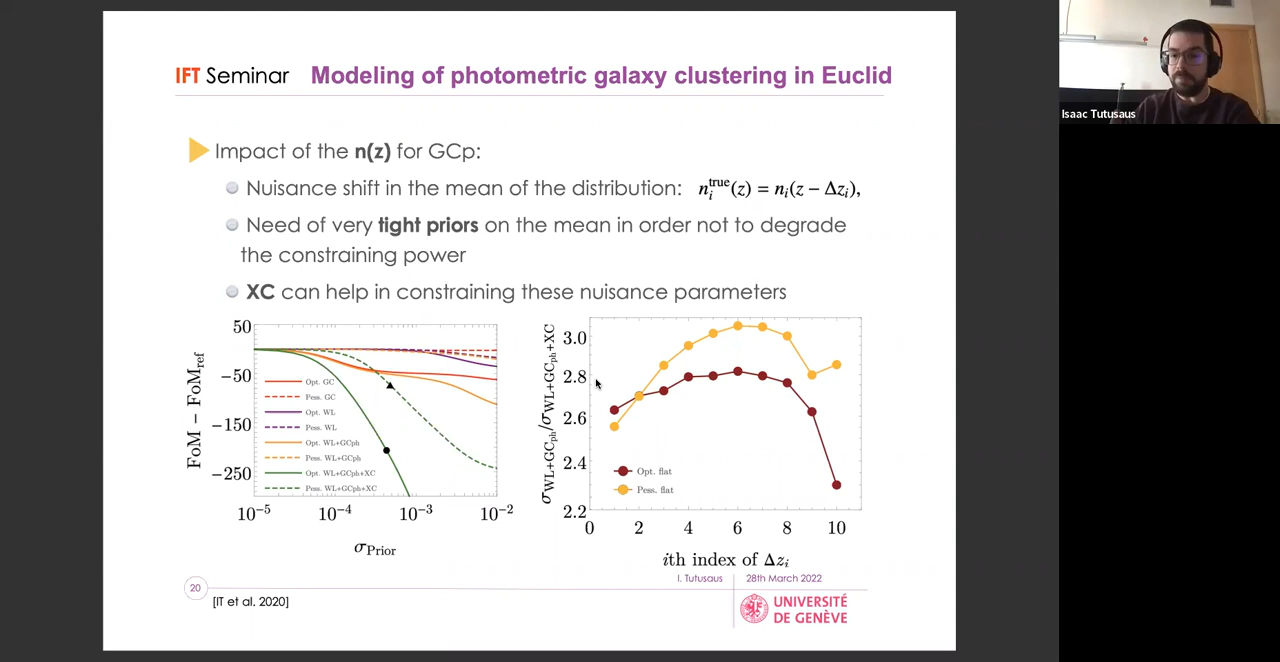 IFT Seminar Modeling of photometric galaxy clustering in Euclid
Isaac Tutusaus
Impact of the n(z) for GCp:
Nuisance shift in the mean of the distribution: n_i^true(z) = n_i(z − Δz_i),
Need of very tight priors on the mean in order not to degrade
the constraining power
XC can help in constraining these nuisance parameters
FoM − FoM_ref
50
−50
−150
−250
Opt. GC
Pess. GC
Opt. WL
Pess. WL
Opt. WL+GCph
Pess. WL+GCph
Opt. WL+GCph+XC
Pess. WL+GCph+XC
10^−5 10^−4 10^−3 10^−2
σ_Prior
σ_WL+GC_ph/σ_WL+GC_ph+XC
3.0
2.8
2.6
2.4
2.2
Opt. flat
Pess. flat
0 2 4 6 8 10
ith index of Δz_i
I. Tutusaus 28th March 2022
20
[IT et al. 2020]
UNIVERSITÉ
DE GENÈVE